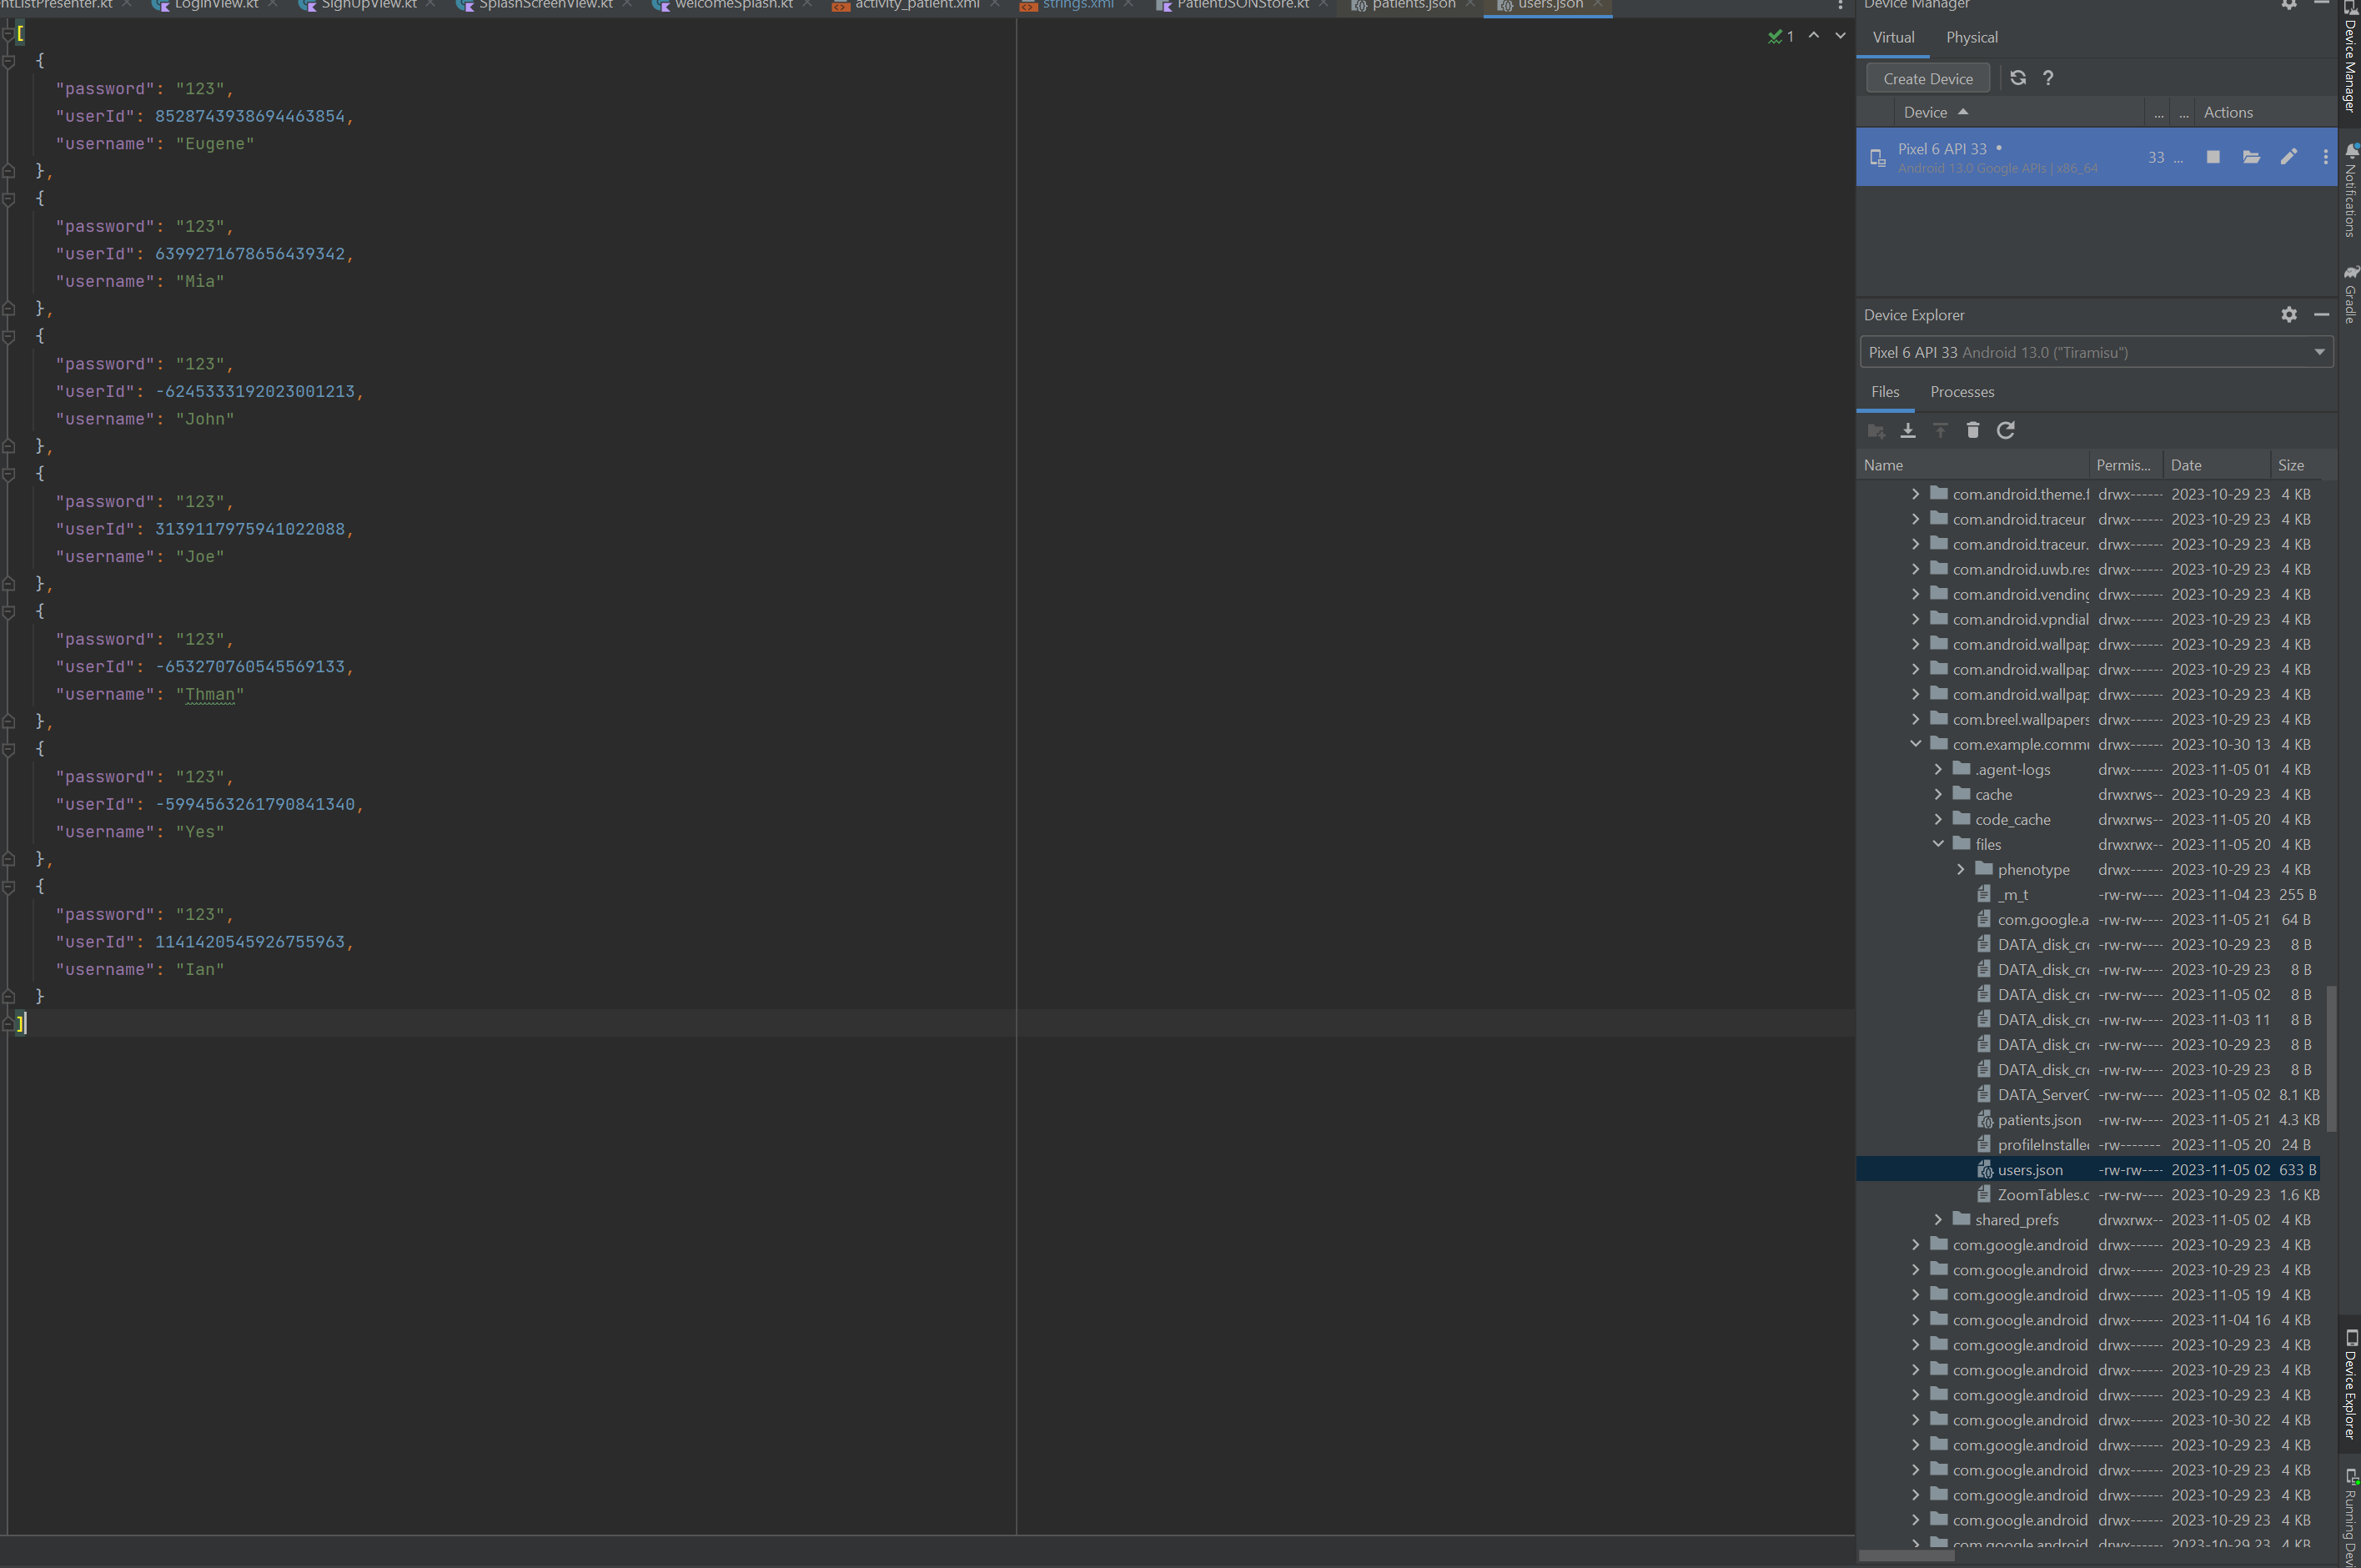 ntListPresenter.kt LoginView.kt SignUpView.kt SplashScreenView.kt welcomeSplash.kt activity_patient.xml strings.xml PatientJSONStore.kt patients.json users.json
[
{
"password": "123",
"userId": 8528743938694463854,
"username": "Eugene"
},
{
"password": "123",
"userId": 6399271678656439342,
"username": "Mia"
},
{
"password": "123",
"userId": -6245333192023001213,
"username": "John"
},
{
"password": "123",
"userId": 3139117975941022088,
"username": "Joe"
},
{
"password": "123",
"userId": -653270760545569133,
"username": "Thman"
},
{
"password": "123",
"userId": -5994563261790841340,
"username": "Yes"
},
{
"password": "123",
"userId": 1141420545926755963,
"username": "Ian"
}
]
1
Device Manager
Virtual Physical
Create Device ?
Device ... ... Actions
Pixel 6 API 33 33 ...
Android 13.0 Google APIs | x86_64
Device Explorer
Pixel 6 API 33 Android 13.0 ("Tiramisu")
Files Processes
Name Permis... Date Size
com.android.theme.f drwx------ 2023-10-29 23 4 KB
com.android.traceur drwx------ 2023-10-29 23 4 KB
com.android.traceur. drwx------ 2023-10-29 23 4 KB
com.android.uwb.res drwx------ 2023-10-29 23 4 KB
com.android.vending drwx------ 2023-10-29 23 4 KB
com.android.vpndial drwx------ 2023-10-29 23 4 KB
com.android.wallpap drwx------ 2023-10-29 23 4 KB
com.android.wallpap drwx------ 2023-10-29 23 4 KB
com.android.wallpap drwx------ 2023-10-29 23 4 KB
com.breel.wallpapers drwx------ 2023-10-29 23 4 KB
com.example.commu drwx------ 2023-10-30 13 4 KB
.agent-logs drwx------ 2023-11-05 01 4 KB
cache drwxrws-- 2023-10-29 23 4 KB
code_cache drwxrws-- 2023-11-05 20 4 KB
files drwxrwx-- 2023-11-05 20 4 KB
phenotype drwx------ 2023-10-29 23 4 KB
_m_t -rw-rw---- 2023-11-04 23 255 B
com.google.a -rw-rw---- 2023-11-05 21 64 B
DATA_disk_cre -rw-rw---- 2023-10-29 23 8 B
DATA_disk_cre -rw-rw---- 2023-10-29 23 8 B
DATA_disk_cre -rw-rw---- 2023-11-05 02 8 B
DATA_disk_cre -rw-rw---- 2023-11-03 11 8 B
DATA_disk_cre -rw-rw---- 2023-10-29 23 8 B
DATA_disk_cre -rw-rw---- 2023-10-29 23 8 B
DATA_ServerC -rw-rw---- 2023-11-05 02 8.1 KB
patients.json -rw-rw---- 2023-11-05 21 4.3 KB
profileInstalled -rw------- 2023-11-05 20 24 B
users.json -rw-rw---- 2023-11-05 02 633 B
ZoomTables.c -rw-rw---- 2023-10-29 23 1.6 KB
shared_prefs drwxrwx-- 2023-11-05 02 4 KB
com.google.android drwx------ 2023-10-29 23 4 KB
com.google.android drwx------ 2023-10-29 23 4 KB
com.google.android drwx------ 2023-11-05 19 4 KB
com.google.android drwx------ 2023-11-04 16 4 KB
com.google.android drwx------ 2023-10-29 23 4 KB
com.google.android drwx------ 2023-10-29 23 4 KB
com.google.android drwx------ 2023-10-29 23 4 KB
com.google.android drwx------ 2023-10-30 22 4 KB
com.google.android drwx------ 2023-10-29 23 4 KB
com.google.android drwx------ 2023-10-29 23 4 KB
com.google.android drwx------ 2023-10-29 23 4 KB
com.google.android drwx------ 2023-10-29 23 4 KB
com.google.android drwx------ 2023-10-29 23 4 KB
Device Manager
Notifications
Gradle
Device Explorer
Running Devi